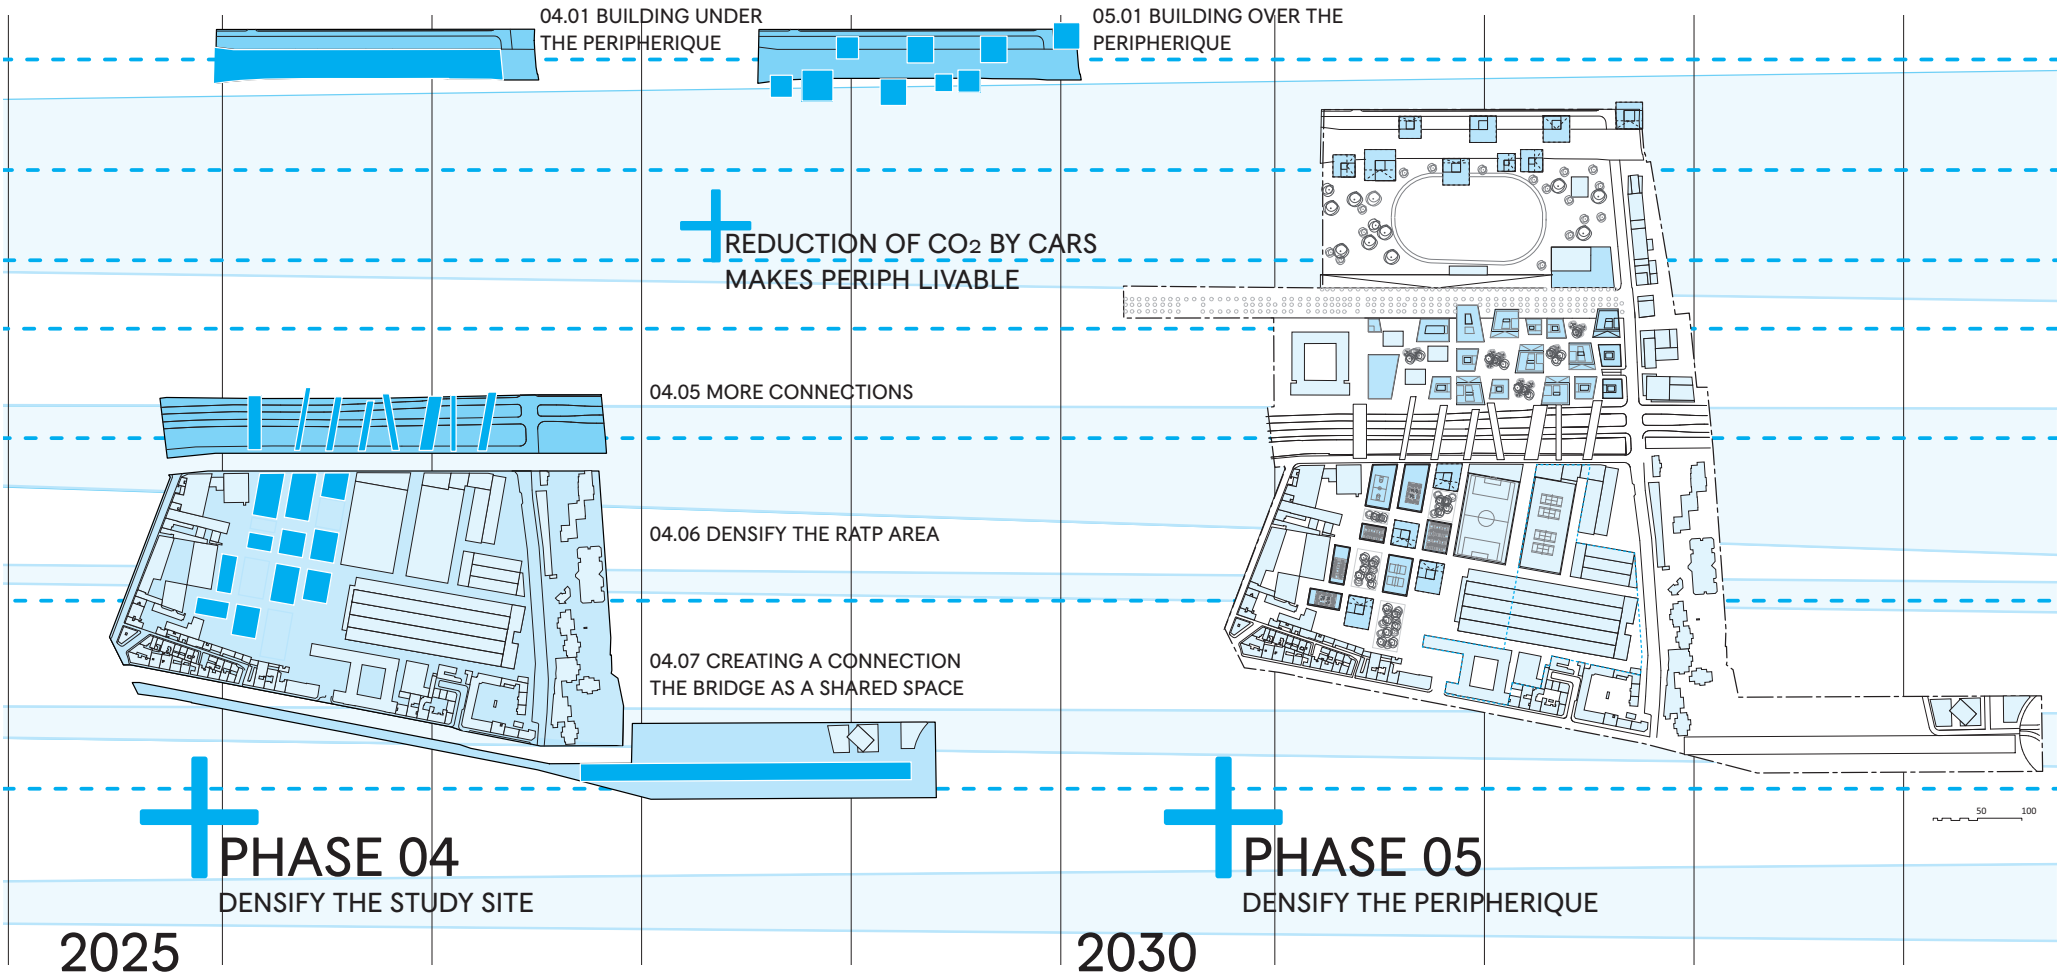 04.01 BUILDING UNDER
THE PERIPHERIQUE
05.01 BUILDING OVER THE
PERIPHERIQUE
REDUCTION OF CO2 BY CARS
MAKES PERIPH LIVABLE
04.05 MORE CONNECTIONS
04.06 DENSIFY THE RATP AREA
04.07 CREATING A CONNECTION
THE BRIDGE AS A SHARED SPACE
50 100
PHASE 04
DENSIFY THE STUDY SITE
PHASE 05
DENSIFY THE PERIPHERIQUE
2025
2030